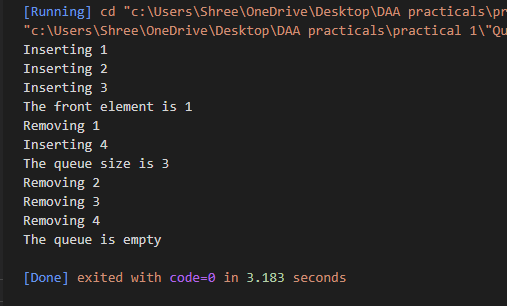 [Running] cd "c:\Users\Shree\OneDrive\Desktop\DAA practicals\pr
"c:\Users\Shree\OneDrive\Desktop\DAA practicals\practical 1\"Qu
Inserting 1
Inserting 2
Inserting 3
The front element is 1
Removing 1
Inserting 4
The queue size is 3
Removing 2
Removing 3
Removing 4
The queue is empty
[Done] exited with code=0 in 3.183 seconds